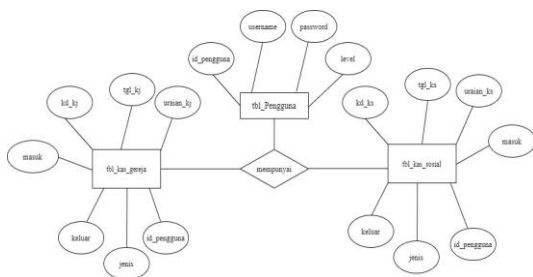 username
password
id_pengguna
level
tbl_Pengguna
kd_kj
tgl_kj
uraian_kj
masuk
tbl_kas_gereja
keluar
jenis
id_pengguna
mempunyai
kd_ks
tgl_ks
uraian_ks
masuk
tbl_kas_sosial
keluar
jenis
id_pengguna